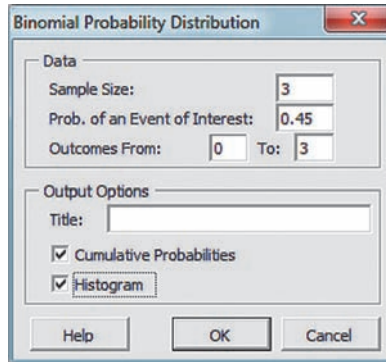 Binomial Probability Distribution
Data
Sample Size: 3
Prob. of an Event of Interest: 0.45
Outcomes From: 0 To: 3
Output Options
Title:
Cumulative Probabilities
Histogram
Help OK Cancel